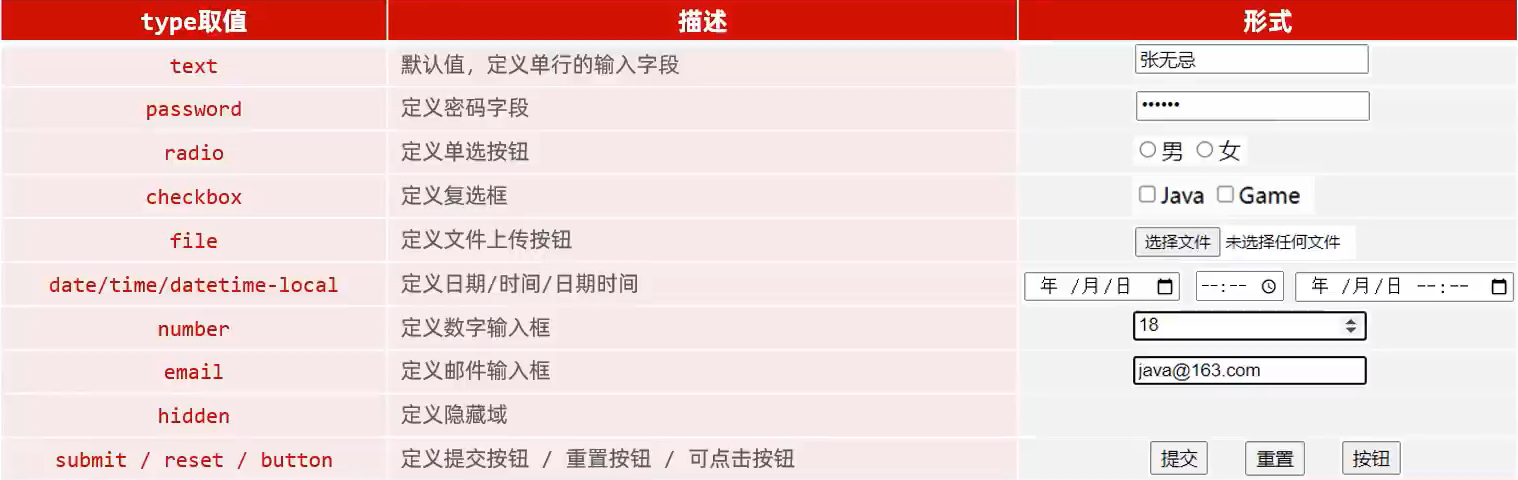 type取值 描述 形式
text 默认值，定义单行的输入字段 张无忌
password 定义密码字段 ••••••
radio 定义单选按钮 男 女
checkbox 定义复选框 Java Game
file 定义文件上传按钮 选择文件 未选择任何文件
date/time/datetime-local 定义日期/时间/日期时间 年 /月/日 --:-- 年 /月/日 --:--
number 定义数字输入框 18
email 定义邮件输入框 java@163.com
hidden 定义隐藏域
submit / reset / button 定义提交按钮 / 重置按钮 / 可点击按钮 提交 重置 按钮